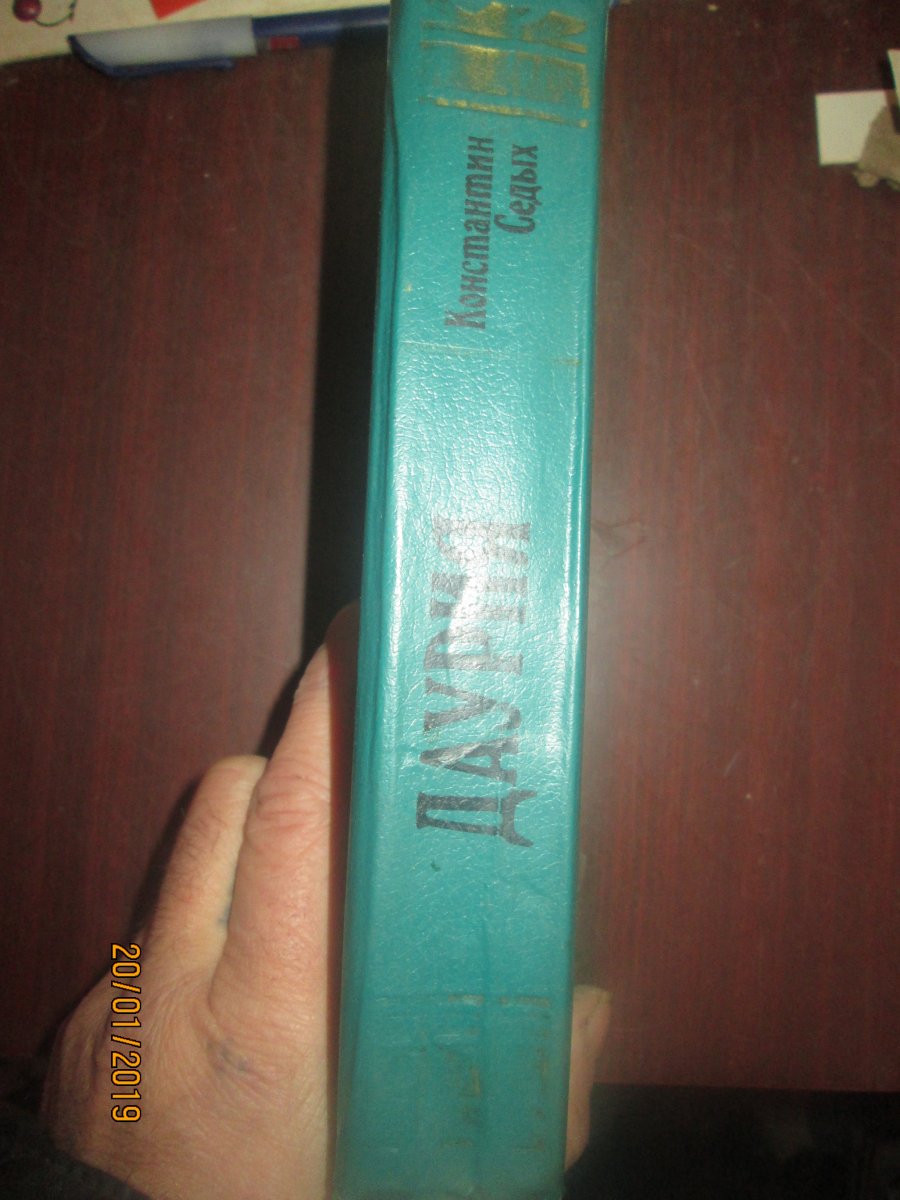 Константин
Седых
ДАУРИЯ
20/01/2019